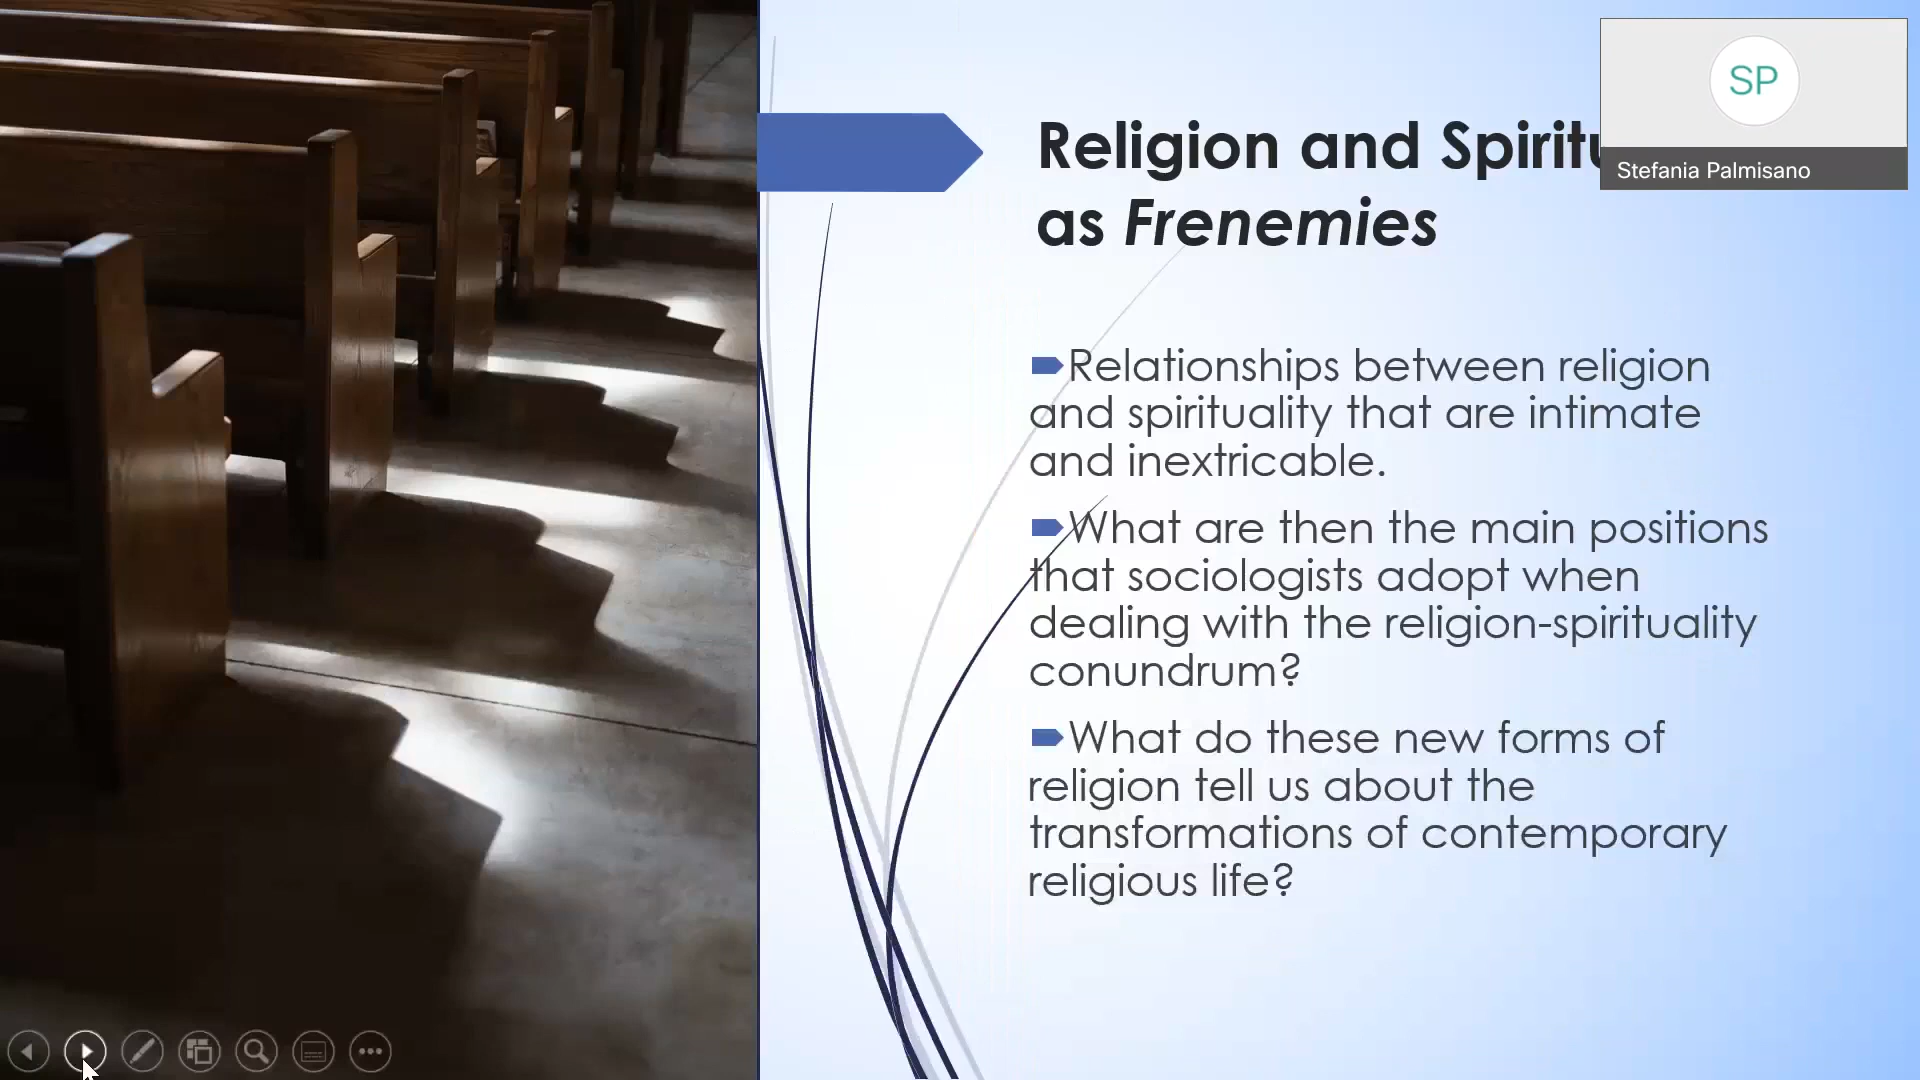 Religion and Spirit
as Frenemies
SP
Stefania Palmisano
Relationships between religion
and spirituality that are intimate
and inextricable.
What are then the main positions
that sociologists adopt when
dealing with the religion-spirituality
conundrum?
What do these new forms of
religion tell us about the
transformations of contemporary
religious life?